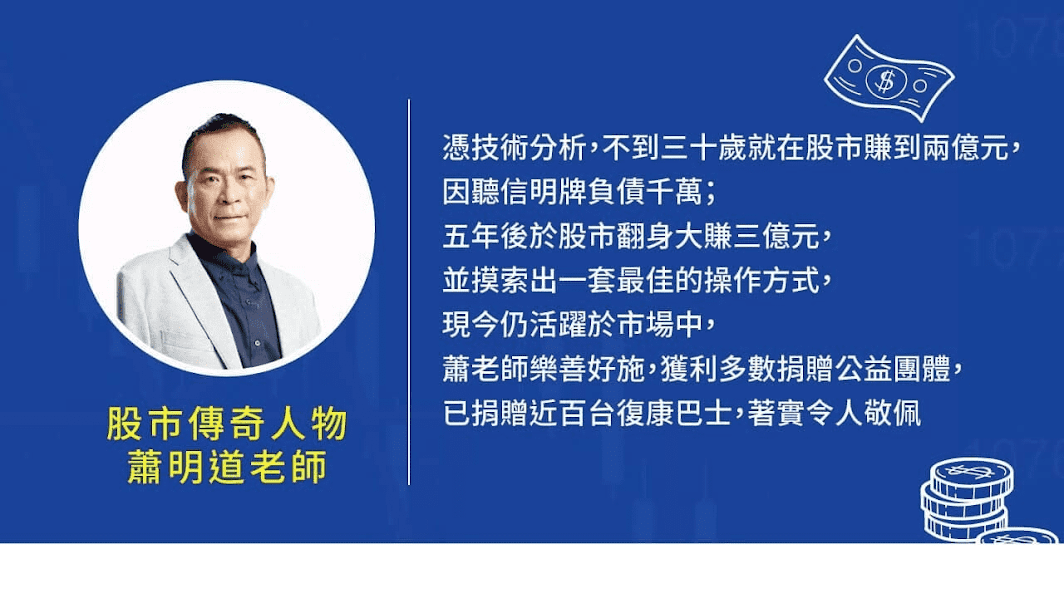 股市傳奇人物
蕭明道老師
憑技術分析,不到三十歲就在股市賺到兩億元,
因聽信明牌負債千萬;
五年後於股市翻身大賺三億元,
並摸索出一套最佳的操作方式,
現今仍活躍於市場中,
蕭老師樂善好施,獲利多數捐贈公益團體,
已捐贈近百台復康巴士,著實令人敬佩